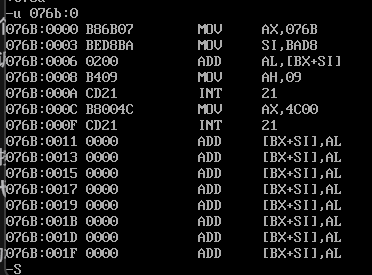 -u 076b:0
076B:0000 B86B07 MOV AX,076B
076B:0003 BED8BA MOV SI,BAD8
076B:0006 0200 ADD AL,[BX+SI]
076B:0008 B409 MOV AH,09
076B:000A CD21 INT 21
076B:000C B8004C MOV AX,4C00
076B:000F CD21 INT 21
076B:0011 0000 ADD [BX+SI],AL
076B:0013 0000 ADD [BX+SI],AL
076B:0015 0000 ADD [BX+SI],AL
076B:0017 0000 ADD [BX+SI],AL
076B:0019 0000 ADD [BX+SI],AL
076B:001B 0000 ADD [BX+SI],AL
076B:001D 0000 ADD [BX+SI],AL
076B:001F 0000 ADD [BX+SI],AL
-S